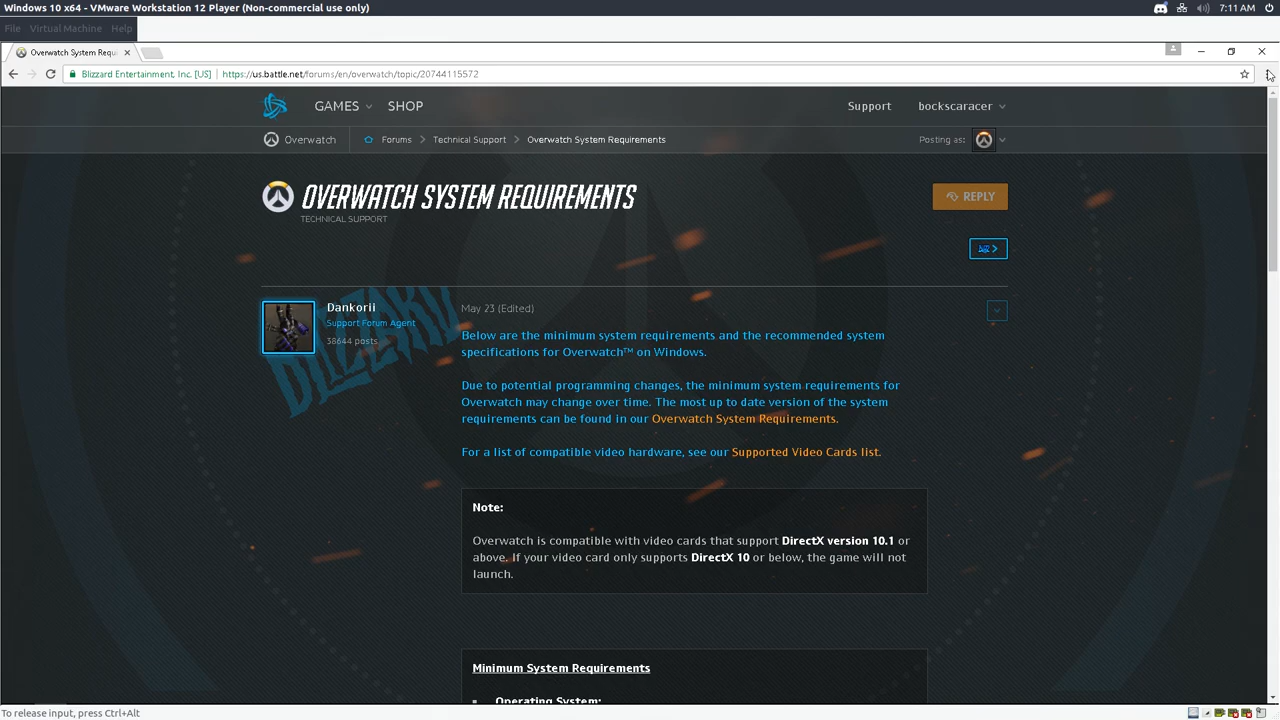 Windows 10 x64 - VMware Workstation 12 Player (Non-commercial use only)
7:11 AM
File Virtual Machine Help
Overwatch System Requi
Blizzard Entertainment, Inc. [US] https://us.battle.net/forums/en/overwatch/topic/20744115572
GAMES SHOP Support bockscaracer
Overwatch Forums Technical Support Overwatch System Requirements Posting as:
OVERWATCH SYSTEM REQUIREMENTS
TECHNICAL SUPPORT
REPLY
BLIZZARD
Dankorii
Support Forum Agent
38644 posts
May 23 (Edited)
Below are the minimum system requirements and the recommended system
specifications for Overwatch™ on Windows.
Due to potential programming changes, the minimum system requirements for
Overwatch may change over time. The most up to date version of the system
requirements can be found in our Overwatch System Requirements.
For a list of compatible video hardware, see our Supported Video Cards list.
Note:
Overwatch is compatible with video cards that support DirectX version 10.1 or
above. If your video card only supports DirectX 10 or below, the game will not
launch.
Minimum System Requirements
Operating System:
To release input, press Ctrl+Alt